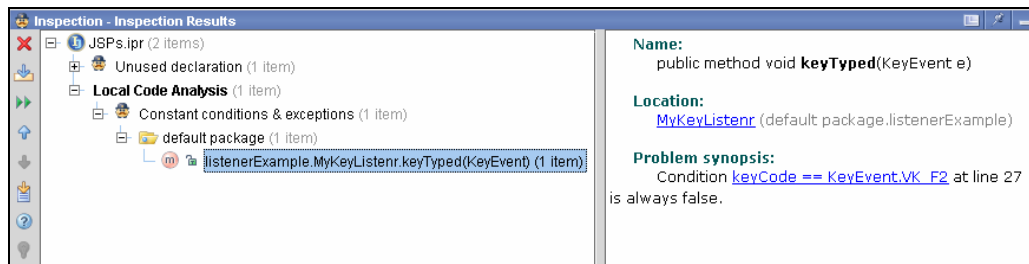 Inspection - Inspection Results
JSPs.ipr (2 items)
Unused declaration (1 item)
Local Code Analysis (1 item)
Constant conditions & exceptions (1 item)
default package (1 item)
listenerExample.MyKeyListenr.keyTyped(KeyEvent) (1 item)
Name:
public method void keyTyped(KeyEvent e)
Location:
MyKeyListenr (default package.listenerExample)
Problem synopsis:
Condition keyCode == KeyEvent.VK_F2 at line 27
is always false.